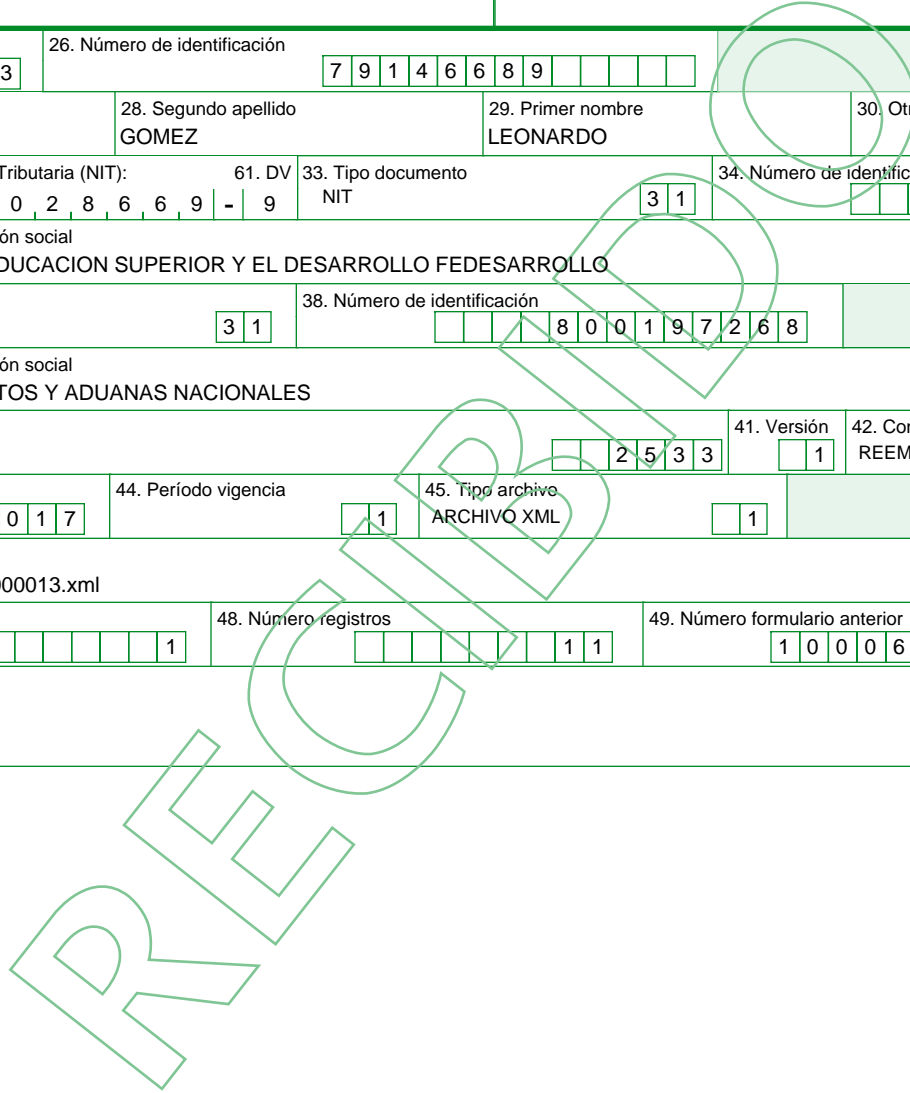 26. Número de identificación
3 7 9 1 4 6 6 8 9
28. Segundo apellido 29. Primer nombre 30. Otr
GOMEZ LEONARDO
Tributaria (NIT): 61. DV 33. Tipo documento 34. Número de identific
0 2 8 6 6 9 - 9 NIT 3 1
ón social
DUCACION SUPERIOR Y EL DESARROLLO FEDESARROLLO
38. Número de identificación
3 1 8 0 0 1 9 7 2 6 8
ón social
TOS Y ADUANAS NACIONALES
41. Versión 42. Con
2 5 3 3 1 REEM
44. Período vigencia 45. Tipo archivo
0 1 7 1 ARCHIVO XML 1
000013.xml
48. Número registros 49. Número formulario anterior
1 1 1 1 0 0 0 6
RECIBIDO